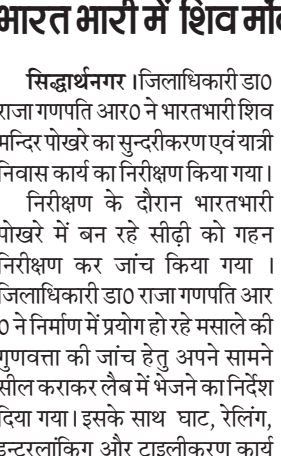 भारत भारी में शिव
सिद्धार्थनगर ।जिलाधिकारी डा0
राजा गणपति आर0 ने भारतभारी शिव
मन्दिर पोखरे का सुन्दरीकरण एवं यात्री
निवास कार्य का निरीक्षण किया गया।
निरीक्षण के दौरान भारतभारी
पोखरे में बन रहे सीढ़ी को गहन
निरीक्षण कर जांच किया गया ।
जिलाधिकारी डा0 राजा गणपति आर
0 ने निर्माण में प्रयोग हो रहे मसाले की
गुणवत्ता की जांच हेतु अपने सामने
सील कराकर लैब में भेजने का निर्देश
दिया गया। इसके साथ घाट, रेलिंग,
इन्टरलांकिग और टाइलीकरण कार्य